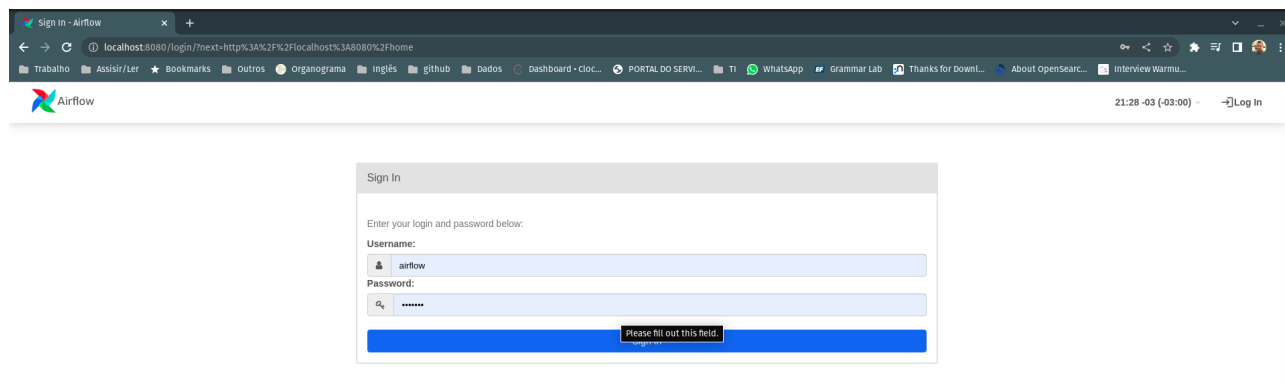 Sign In - Airflow
localhost:8080/login/?next=http%3A%2F%2Flocalhost%3A8080%2Fhome
Trabalho Assisir/Ler Bookmarks Outros Organograma Inglês github Dados Dashboard - Cloc... PORTAL DO SERVI... TI WhatsApp EF Grammar Lab Thanks for Downl... About OpenSearc... Interview Warmu...
Airflow 21:28 -03 (-03:00) Log In
Sign In
Enter your login and password below:
Username:
airflow
Password:
•••••••
Please fill out this field.
Sign In